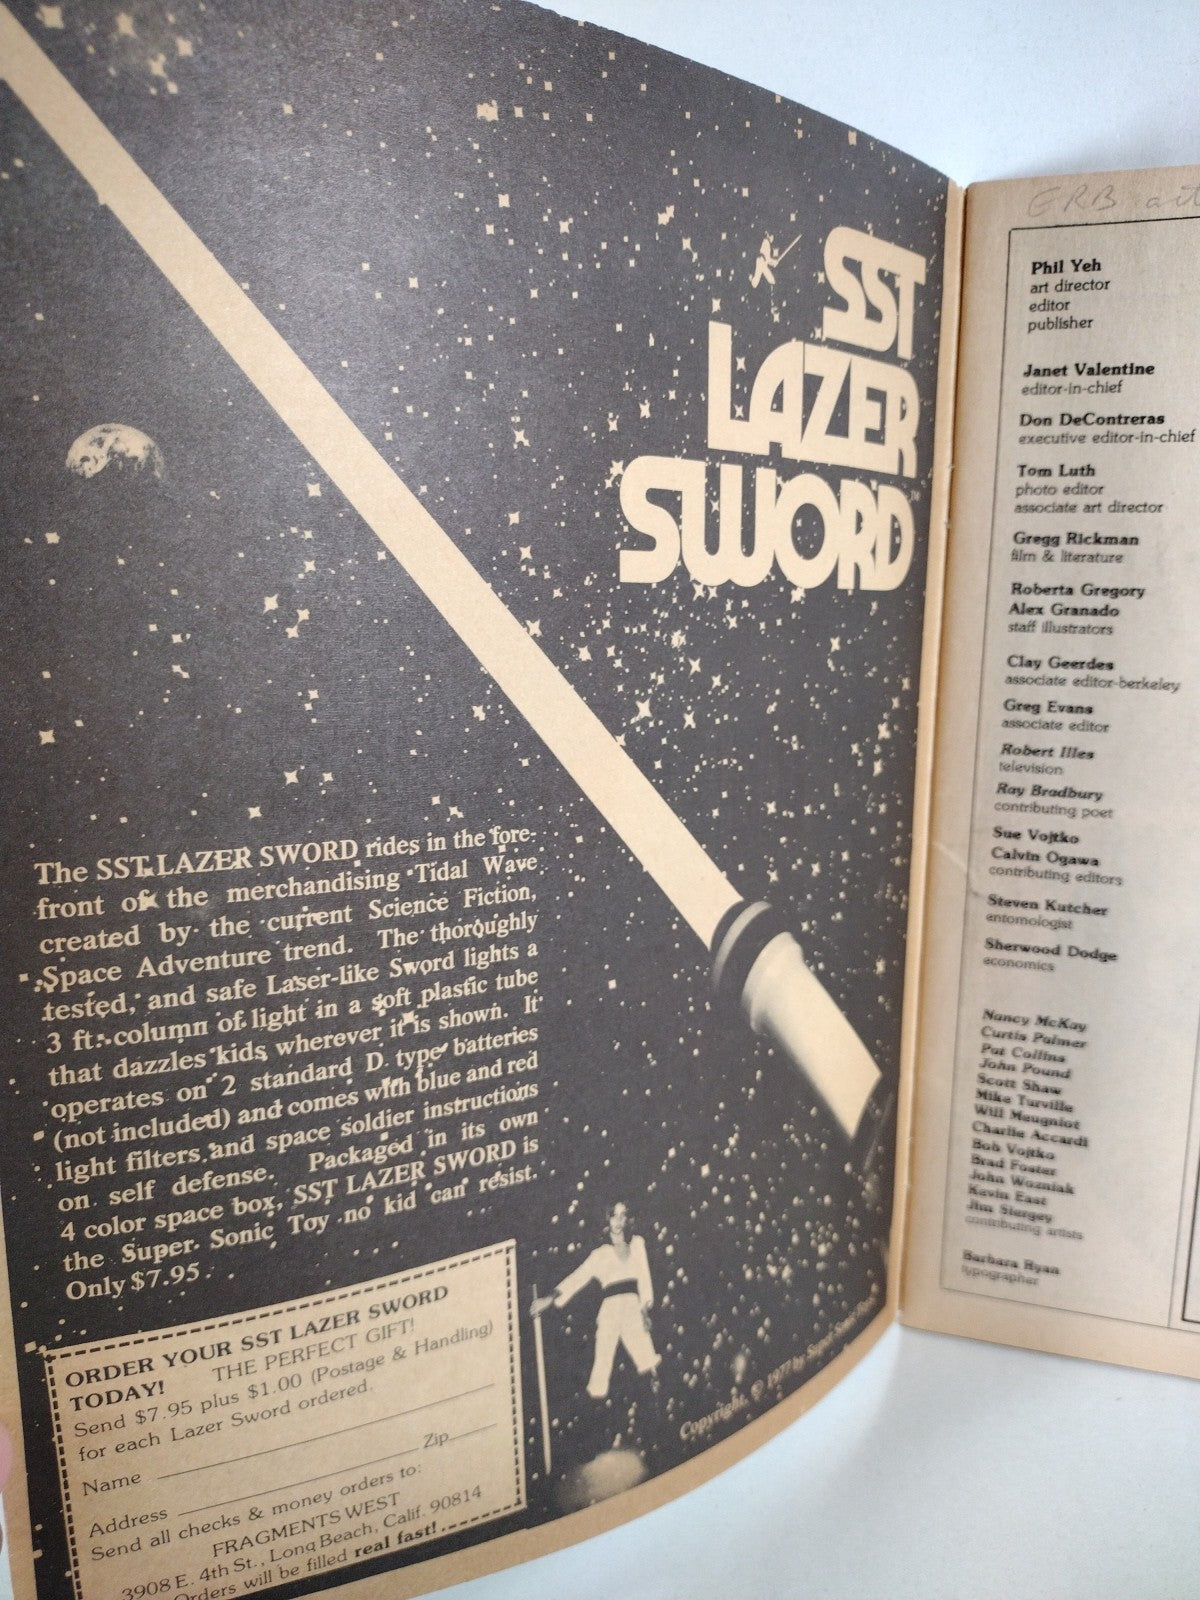 SST
LAZER
SWORD
The SST LAZER SWORD rides in the fore-
front of the merchandising Tidal Wave
created by the current Science Fiction,
Space Adventure trend. The thoroughly
tested, and safe Laser-like Sword lights a
3 ft. column of light in a soft plastic tube
that dazzles kids wherever it is shown. It
operates on 2 standard D type batteries
(not included) and comes with blue and red
light filters and space soldier instructions
on self defense. Packaged in its own
4 color space box, SST LAZER SWORD is
the Super Sonic Toy no kid can resist.
Only $7.95.
ORDER YOUR SST LAZER SWORD
TODAY! THE PERFECT GIFT!
Send $7.95 plus $1.00 (Postage & Handling)
for each Lazer Sword ordered.
Name
Zip
Address
Send all checks & money orders to:
FRAGMENTS WEST
3908 E. 4th St., Long Beach, Calif. 90814
Orders will be filled real fast!
Copyright © 1977 by Super Sonic
ERB
Phil Yeh
art director
editor
publisher
Janet Valentine
editor-in-chief
Don DeContreras
executive editor-in-chief
Tom Luth
photo editor
associate art director
Gregg Rickman
film & literature
Roberta Gregory
Alex Granado
staff illustrators
Clay Geerdes
associate editor-berkeley
Greg Evans
associate editor
Robert Illes
television
Ray Bradbury
contributing poet
Sue Vojtko
Calvin Ogawa
contributing editors
Steven Kutcher
entomologist
Sherwood Dodge
economics
Nancy McKay
Curtis Palmer
Pat Collins
John Pound
Scott Shaw
Mike Turville
Will Meugniot
Charlie Accardi
Bob Vojtko
Brad Foster
John Wozniak
Kevin East
Jim Siergey
contributing artists
Barbara Ryan
typographer